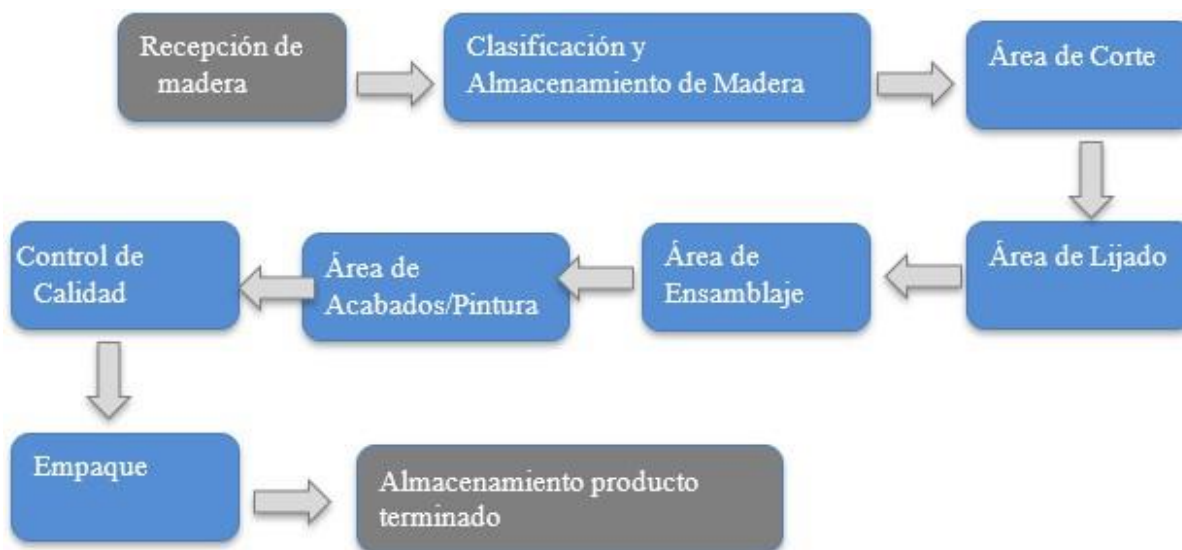 Recepción de
madera
Clasificación y
Almacenamiento de Madera
Área de Corte
Área de Lijado
Área de
Ensamblaje
Área de
Acabados/Pintura
Control de
Calidad
Empaque
Almacenamiento producto
terminado